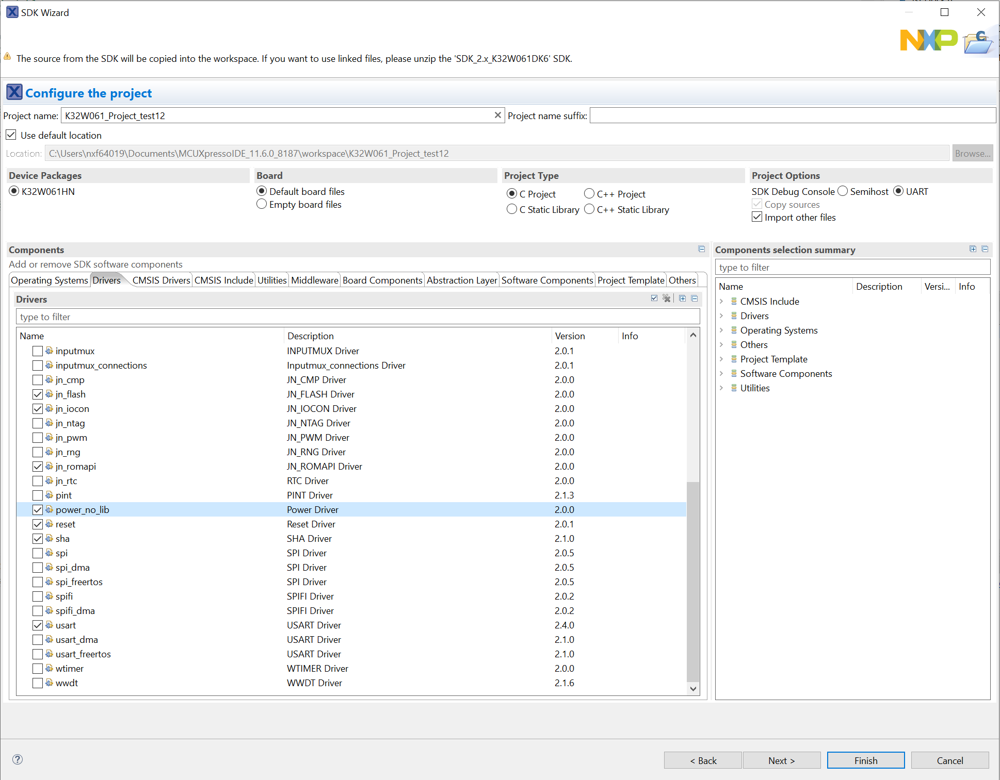 SDK Wizard
NXP
The source from the SDK will be copied into the workspace. If you want to use linked files, please unzip the 'SDK_2.x_K32W061DK6' SDK.
Configure the project
Project name: K32W061_Project_test12 Project name suffix:
Use default location
Location: C:\Users\nxf64019\Documents\MCUXpressoIDE_11.6.0_8187\workspace\K32W061_Project_test12 Browse...
Device Packages Board Project Type Project Options
K32W061HN Default board files C Project C++ Project SDK Debug Console Semihost UART
Empty board files C Static Library C++ Static Library Copy sources
Import other files
Components
Add or remove SDK software components
Operating Systems Drivers CMSIS Drivers CMSIS Include Utilities Middleware Board Components Abstraction Layer Software Components Project Template Others
Drivers
type to filter
Name Description Version Info
inputmux INPUTMUX Driver 2.0.1
inputmux_connections Inputmux_connections Driver 2.0.1
jn_cmp JN_CMP Driver 2.0.0
jn_flash JN_FLASH Driver 2.0.0
jn_iocon JN_IOCON Driver 2.0.0
jn_ntag JN_NTAG Driver 2.0.0
jn_pwm JN_PWM Driver 2.0.0
jn_rng JN_RNG Driver 2.0.0
jn_romapi JN_ROMAPI Driver 2.0.0
jn_rtc RTC Driver 2.0.0
pint PINT Driver 2.1.3
power_no_lib Power Driver 2.0.0
reset Reset Driver 2.0.1
sha SHA Driver 2.1.0
spi SPI Driver 2.0.5
spi_dma SPI Driver 2.0.5
spi_freertos SPI Driver 2.0.5
spifi SPIFI Driver 2.0.2
spifi_dma SPIFI Driver 2.0.2
usart USART Driver 2.4.0
usart_dma USART Driver 2.1.0
usart_freertos USART Driver 2.1.0
wtimer WTIMER Driver 2.0.0
wwdt WWDT Driver 2.1.6
Components selection summary
type to filter
Name Description Versi... Info
CMSIS Include
Drivers
Operating Systems
Others
Project Template
Software Components
Utilities
< Back Next > Finish Cancel